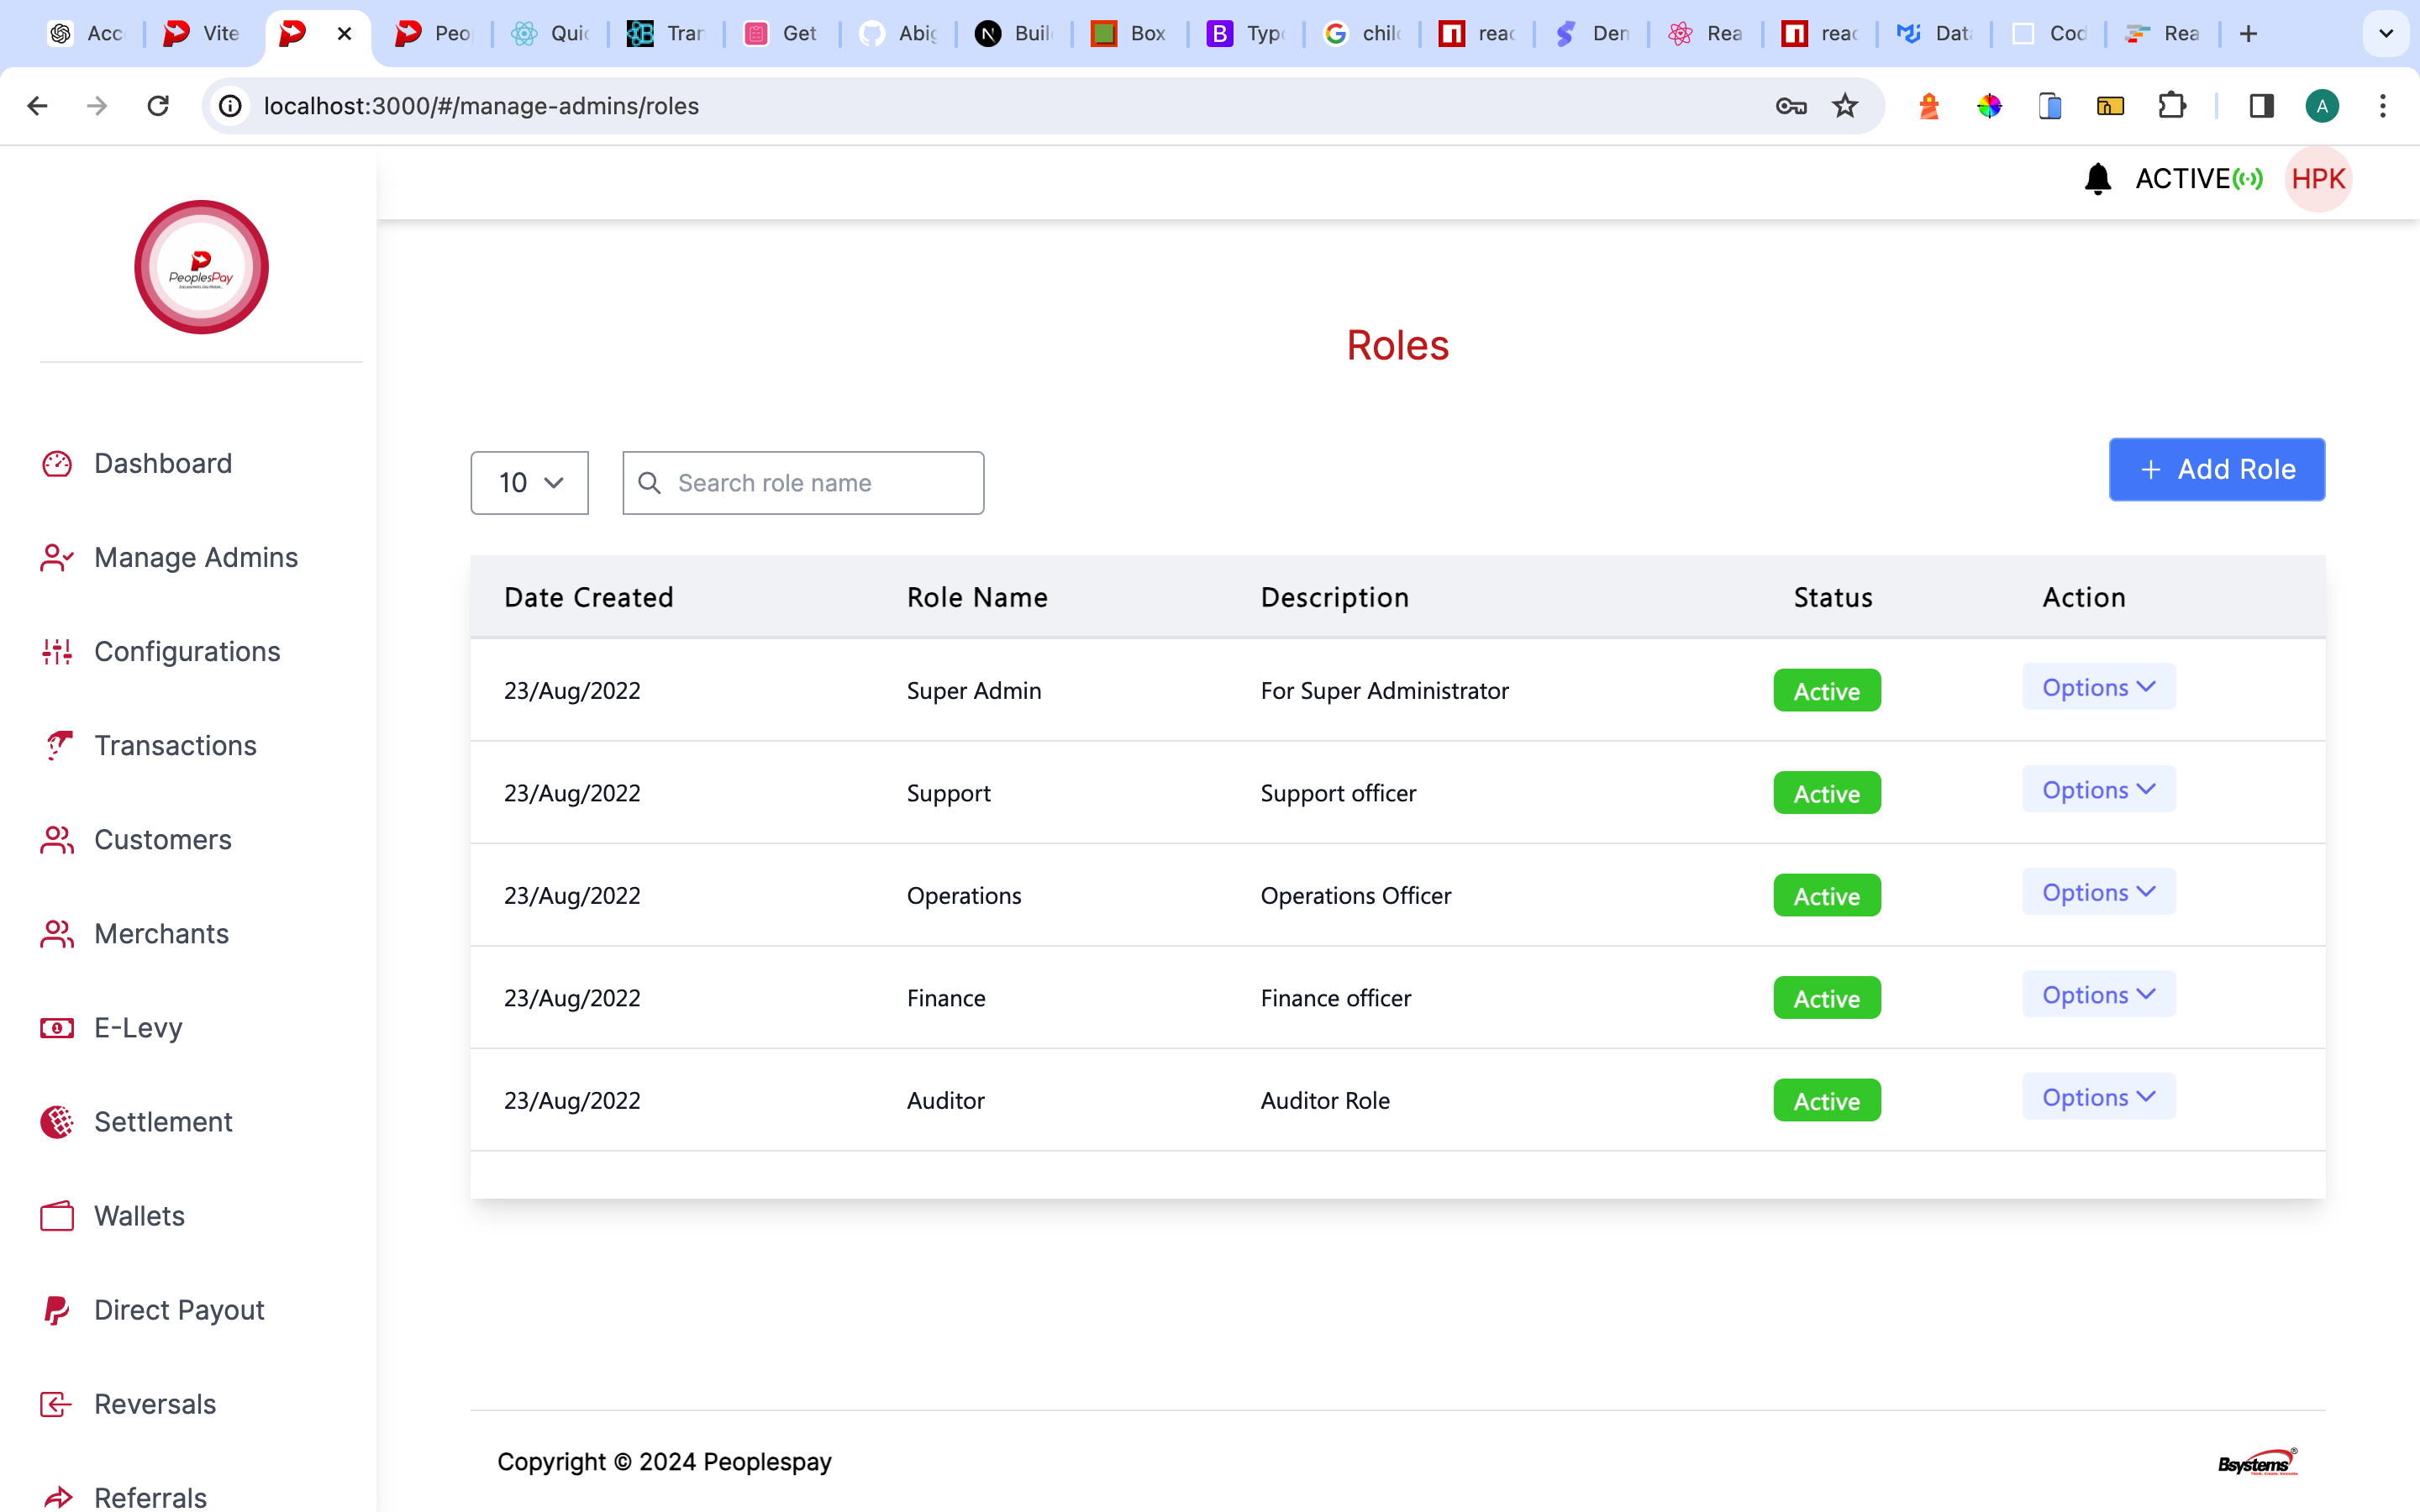 Acc Vite Peo Quic Tran Get Abig Buil Box Typ chil reac Den Rea reac Data Cod Rea
localhost:3000/#/manage-admins/roles
A
ACTIVE HPK
PeoplesPay
Roles
10 Search role name + Add Role
Dashboard
Manage Admins
Configurations
Transactions
Customers
Merchants
E-Levy
Settlement
Wallets
Direct Payout
Reversals
Referrals
Date Created Role Name Description Status Action
23/Aug/2022 Super Admin For Super Administrator Active Options
23/Aug/2022 Support Support officer Active Options
23/Aug/2022 Operations Operations Officer Active Options
23/Aug/2022 Finance Finance officer Active Options
23/Aug/2022 Auditor Auditor Role Active Options
Copyright © 2024 Peoplespay
Bsystems®